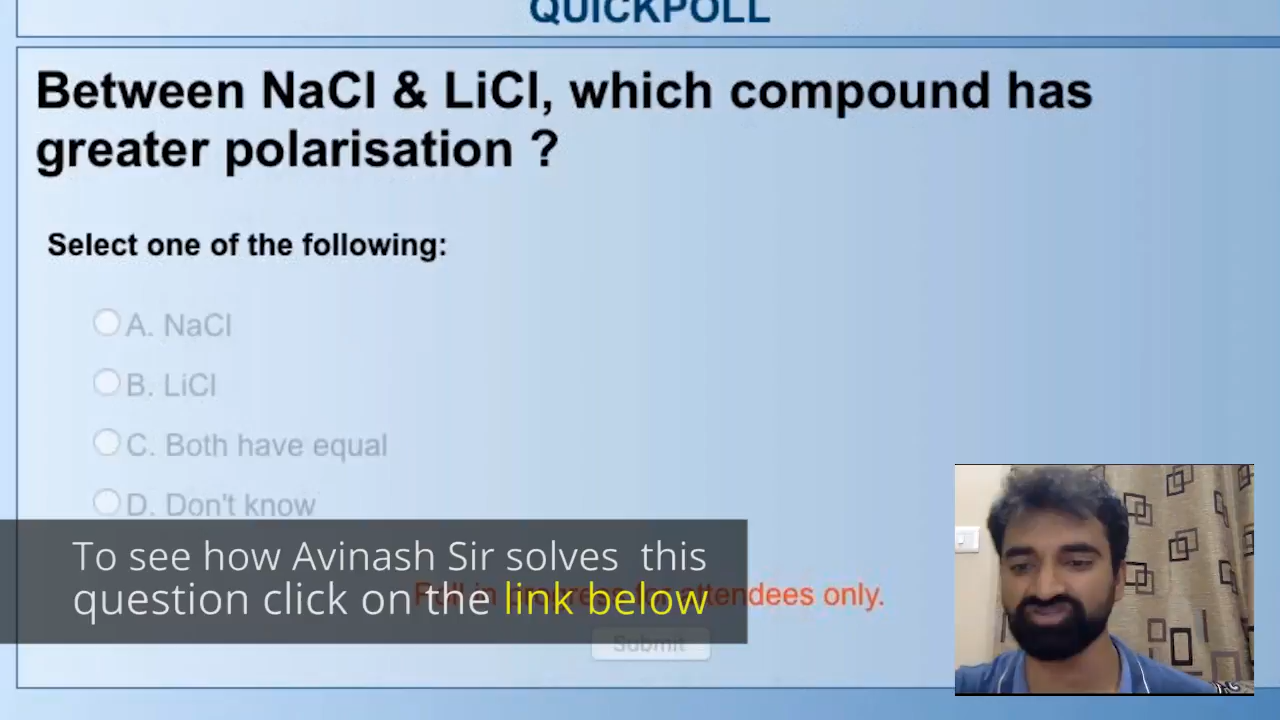 QUICKPOLL
Between NaCl & LiCl, which compound has
greater polarisation ?
Select one of the following:
A. NaCl
B. LiCl
C. Both have equal
D. Don't know
To see how Avinash Sir solves this
question click on the link below
attendees only.
Submit